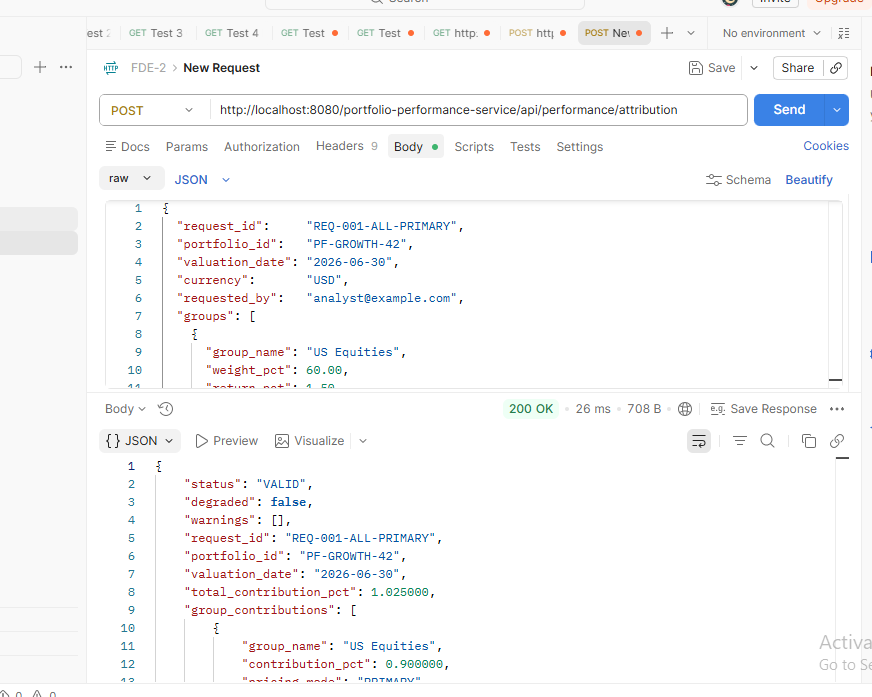 Search
Invite
Upgrade
GET Test 3
GET Test 4
GET Test
GET Test
GET http.
POST
POST
No environment
HTTP FDE-2 > New Request
Save
Share
POST
http://localhost:8080/portfolio-performance-service/api/performance/attribution
Send
Docs Params Authorization Headers 9 Body Scripts Tests Settings
Cookies
raw JSON
Schema Beautify
1 {
2 "request_id": "REQ-001-ALL-PRIMARY",
3 "portfolio_id": "PF-GROWTH-42",
4 "valuation_date": "2026-06-30",
5 "currency": "USD",
6 "requested_by": "analyst@example.com",
7 "groups": [
8 {
9 "group_name": "US Equities",
10 "weight_pct": 60.00,
11 "return_pct": 1.50
Body
200 OK • 26 ms • 708 B
e.g. Save Response
{} JSON Preview Visualize
1 {
2 "status": "VALID",
3 "degraded": false,
4 "warnings": [],
5 "request_id": "REQ-001-ALL-PRIMARY",
6 "portfolio_id": "PF-GROWTH-42",
7 "valuation_date": "2026-06-30",
8 "total_contribution_pct": 1.025000,
9 "group_contributions": [
10 {
11 "group_name": "US Equities",
12 "contribution_pct": 0.900000,
13 "pricing_mode": "PRIMARY"
Activa
Go to Se
0 0